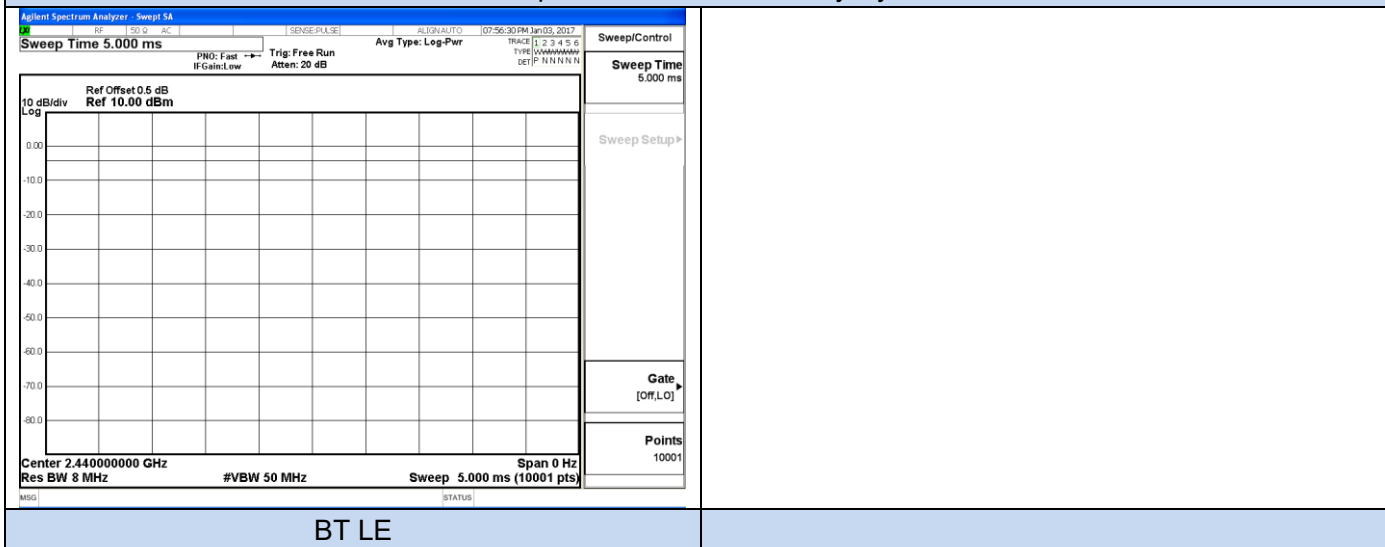 Agilent Spectrum Analyzer - Swept SA
RF 50 Ω AC SENSE:PULSE ALIGNAUTO 07:56:30 PM Jan 03, 2017
Sweep Time 5.000 ms
PNO: Fast
IFGain:Low
Trig: Free Run
Atten: 20 dB
Avg Type: Log-Pwr
TRACE 1 2 3 4 5 6
TYPE
DET P N N N N N
Ref Offset 0.5 dB
10 dB/div Ref 10.00 dBm
Log
0.00
-10.0
-20.0
-30.0
-40.0
-50.0
-60.0
-70.0
-80.0
Center 2.440000000 GHz Span 0 Hz
Res BW 8 MHz #VBW 50 MHz Sweep 5.000 ms (10001 pts)
MSG STATUS
Sweep/Control
Sweep Time
5.000 ms
Sweep Setup
Gate
[Off,LO]
Points
10001
BT LE